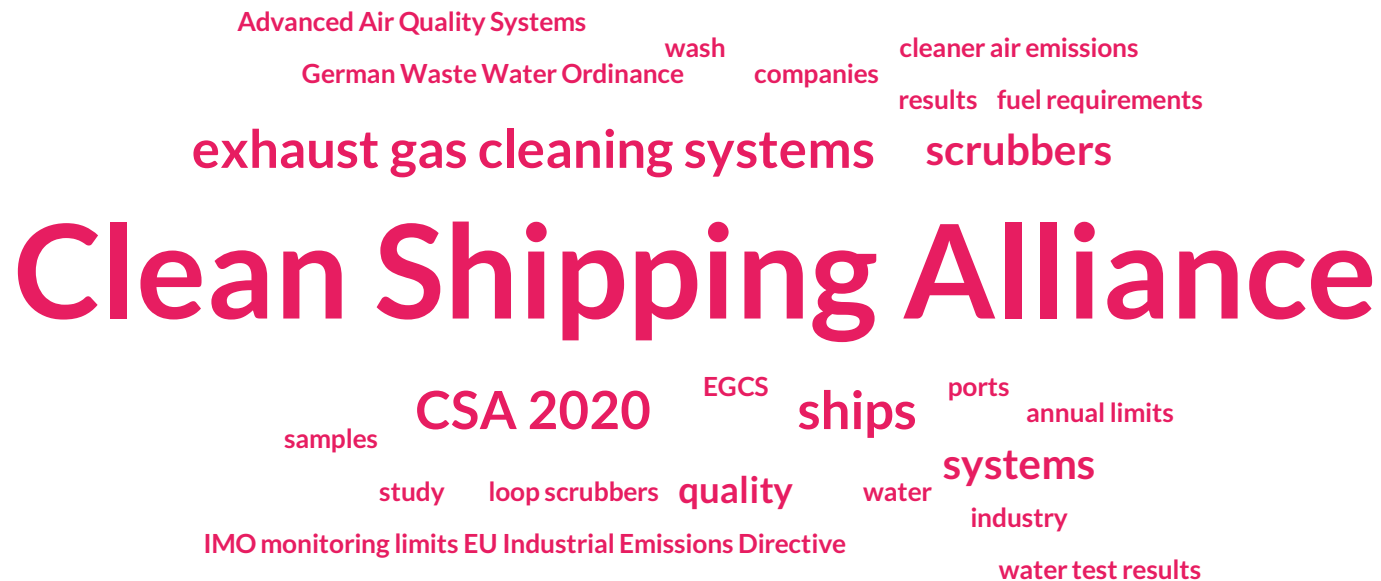 Advanced Air Quality Systems
wash
cleaner air emissions
German Waste Water Ordinance
companies
results
fuel requirements
exhaust gas cleaning systems
scrubbers
Clean Shipping Alliance
CSA 2020
EGCS
ships
ports
annual limits
samples
systems
study
loop scrubbers
quality
water
industry
IMO monitoring limits
EU Industrial Emissions Directive
water test results